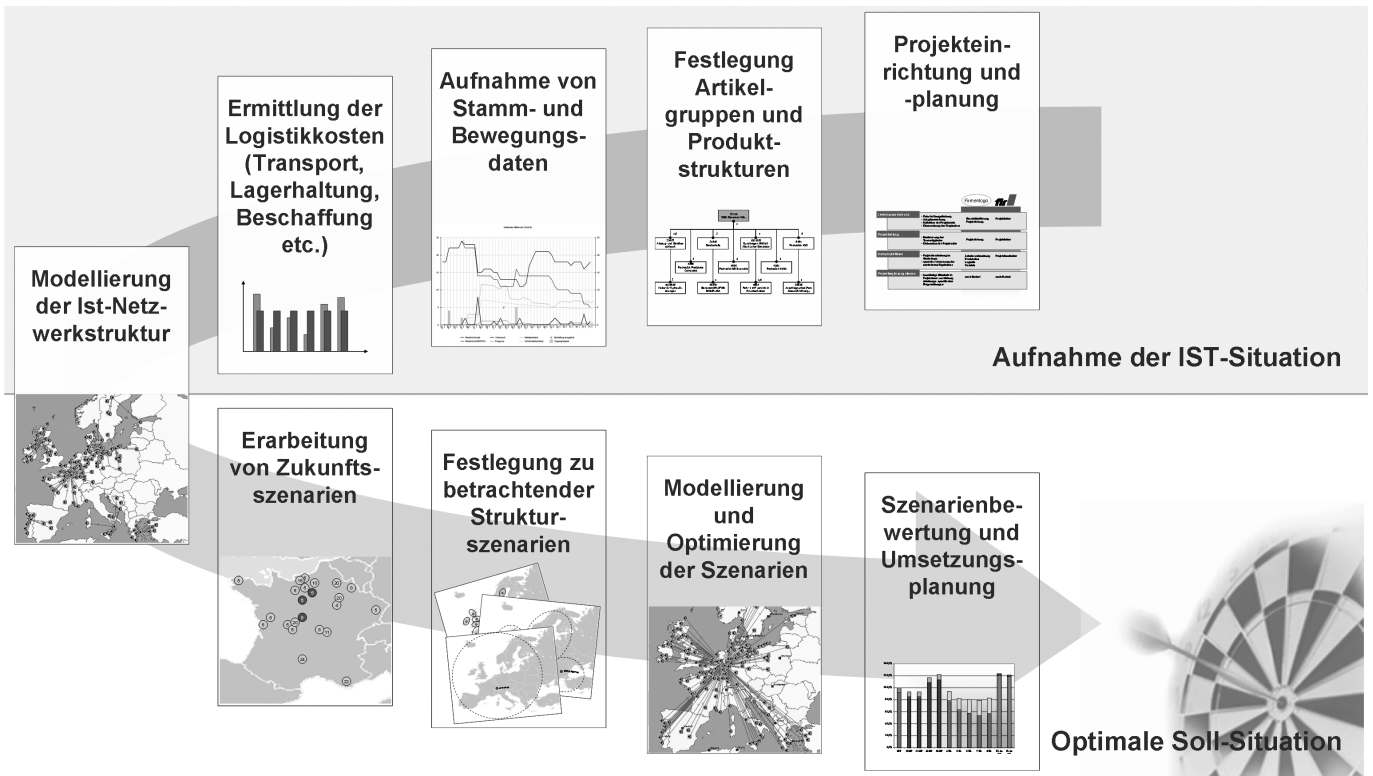 Projektein-
richtung und
-planung
Firmenlogo
fir
Festlegung
Artikel-
gruppen und
Produkt-
strukturen
Aufnahme von
Stamm- und
Bewegungs-
daten
Ermittlung der
Logistikkosten
(Transport,
Lagerhaltung,
Beschaffung
etc.)
Modellierung
der Ist-Netz-
werkstruktur
Aufnahme der IST-Situation
Erarbeitung
von Zukunfts-
szenarien
Festlegung zu
betrachtender
Struktur-
szenarien
Modellierung
und
Optimierung
der Szenarien
Szenarienbe-
wertung und
Umsetzungs-
planung
Optimale Soll-Situation